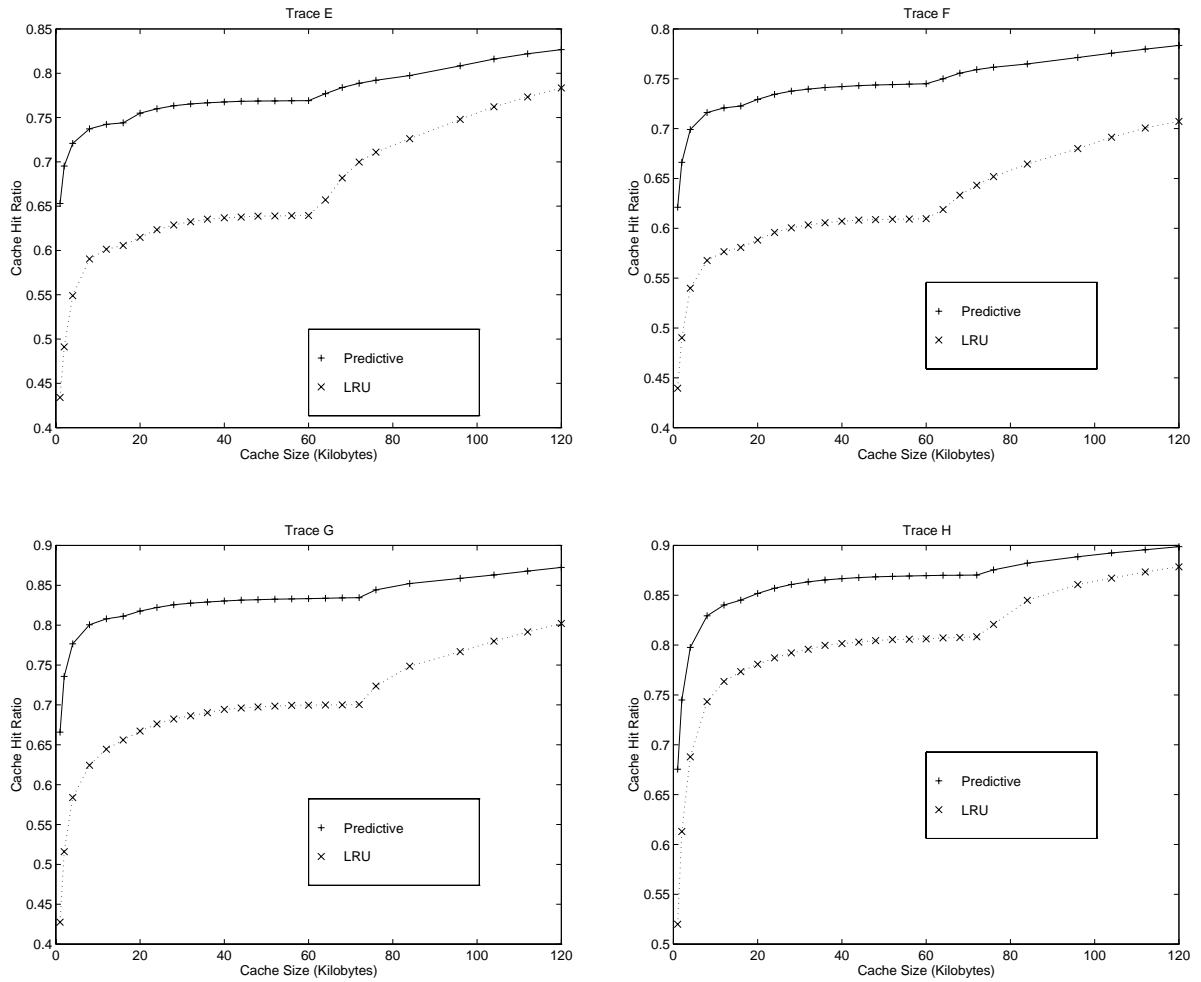 Trace E
0.85
0.8
0.75
0.7
0.65
0.6
0.55
0.5
0.45
0.4
Cache Hit Ratio
Predictive
LRU
0 20 40 60 80 100 120
Cache Size (Kilobytes)
Trace F
0.8
0.75
0.7
0.65
0.6
0.55
0.5
0.45
0.4
Cache Hit Ratio
Predictive
LRU
0 20 40 60 80 100 120
Cache Size (Kilobytes)
Trace G
0.9
0.85
0.8
0.75
0.7
0.65
0.6
0.55
0.5
0.45
0.4
Cache Hit Ratio
Predictive
LRU
0 20 40 60 80 100 120
Cache Size (Kilobytes)
Trace H
0.9
0.85
0.8
0.75
0.7
0.65
0.6
0.55
0.5
Cache Hit Ratio
Predictive
LRU
0 20 40 60 80 100 120
Cache Size (Kilobytes)